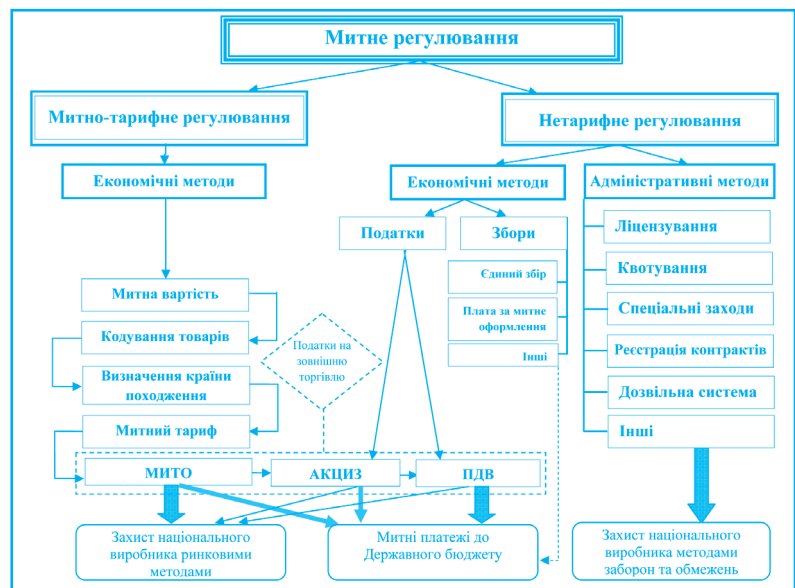 Митне регулювання
Митно-тарифне регулювання
Нетарифне регулювання
Економічні методи
Економічні методи
Адміністративні методи
Податки
Збори
Ліцензування
Єдиний збір
Квотування
Митна вартість
Плата за митне
оформлення
Спеціальні заходи
Кодування товарів
Податки на
зовнішню
торгівлю
Інші
Реєстрація контрактів
Визначення країни
походження
Дозвільна система
Митний тариф
Інші
МИТО
АКЦИЗ
ПДВ
Захист національного
виробника ринковими
методами
Митні платежі до
Державного бюджету
Захист національного
виробника методами
заборон та обмежень